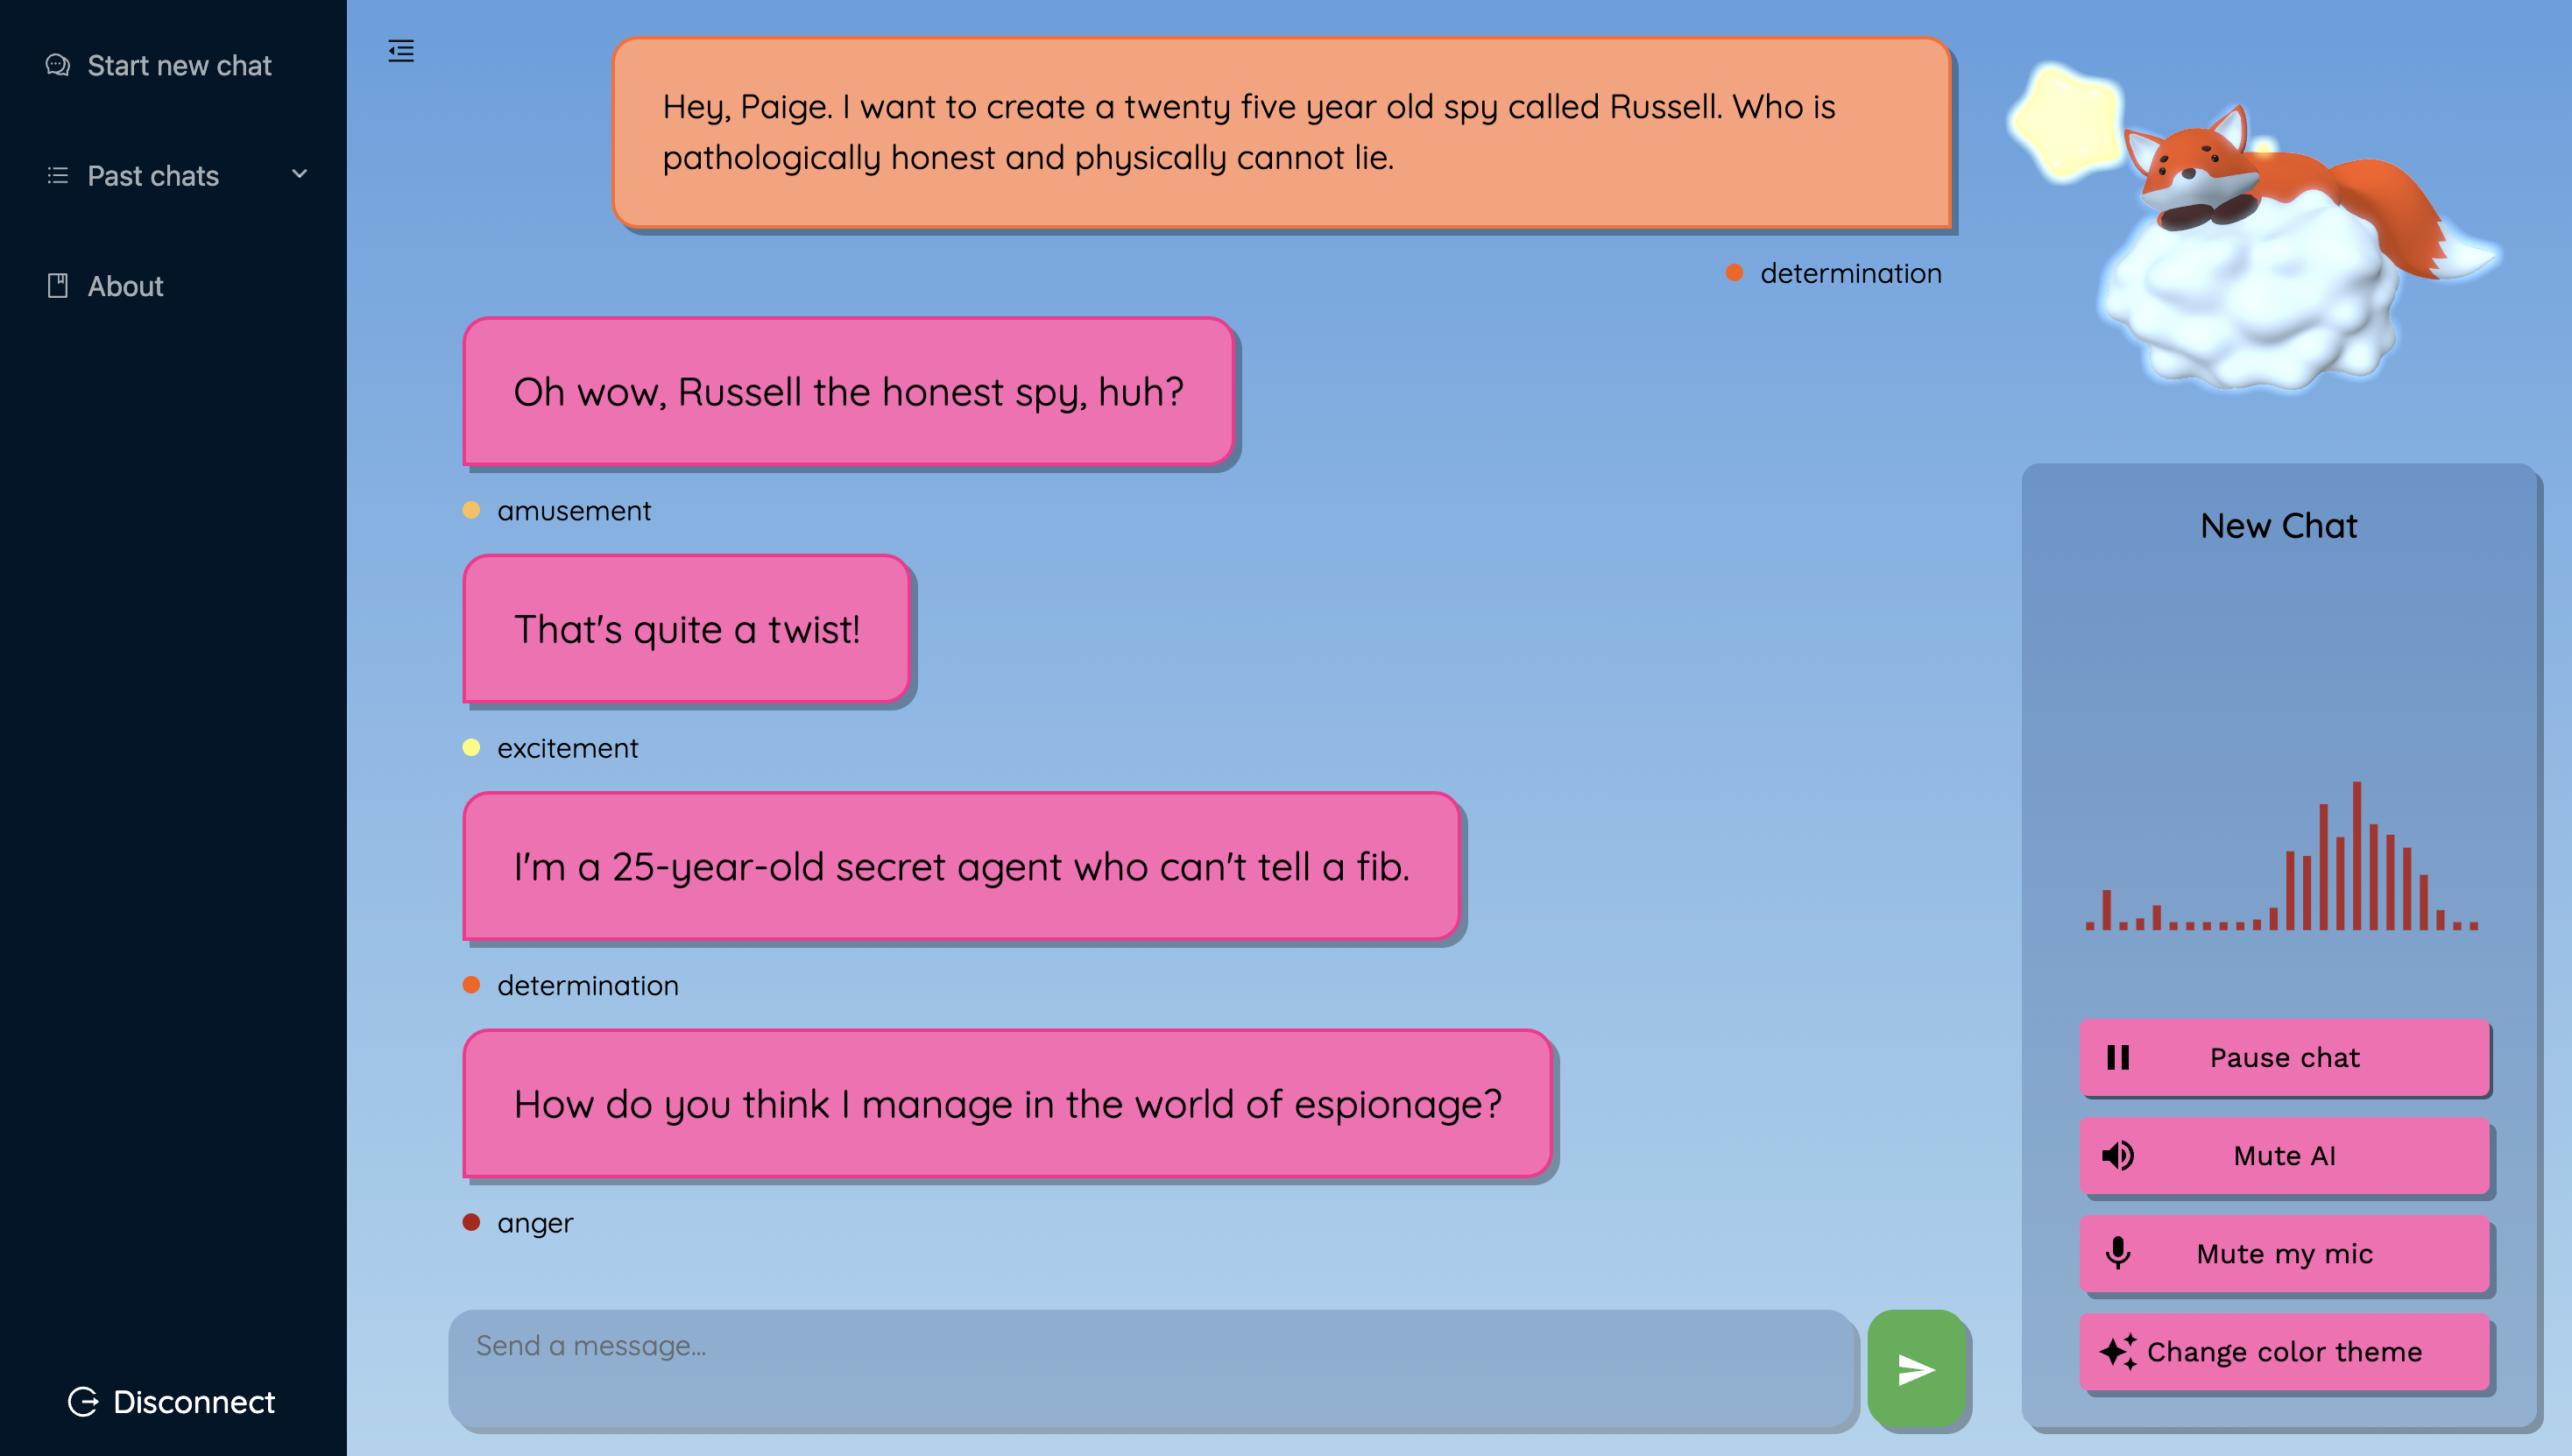 Start new chat
Past chats
About
Disconnect
Hey, Paige. I want to create a twenty five year old spy called Russell. Who is
pathologically honest and physically cannot lie.
determination
Oh wow, Russell the honest spy, huh?
amusement
That's quite a twist!
excitement
I'm a 25-year-old secret agent who can't tell a fib.
determination
How do you think I manage in the world of espionage?
anger
Send a message...
New Chat
Pause chat
Mute AI
Mute my mic
Change color theme